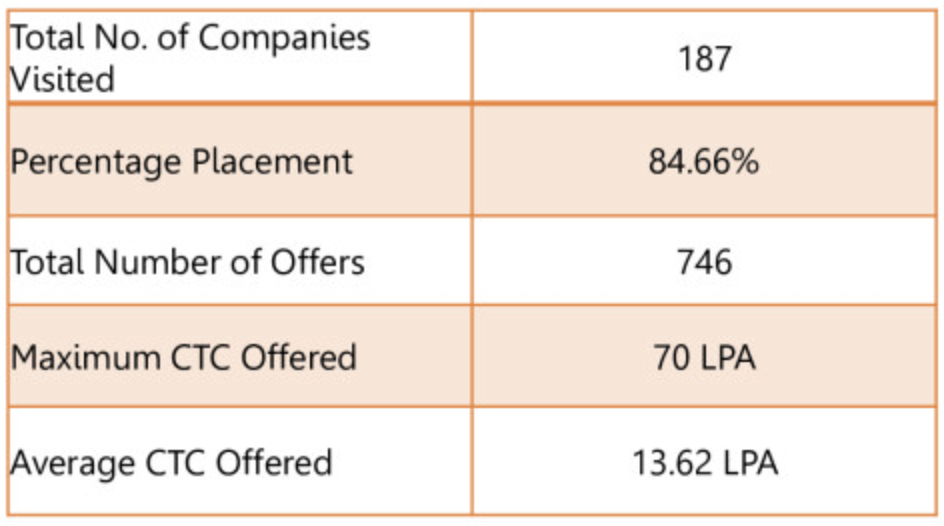 Total No. of Companies
Visited
187
Percentage Placement
84.66%
Total Number of Offers
746
Maximum CTC Offered
70 LPA
Average CTC Offered
13.62 LPA